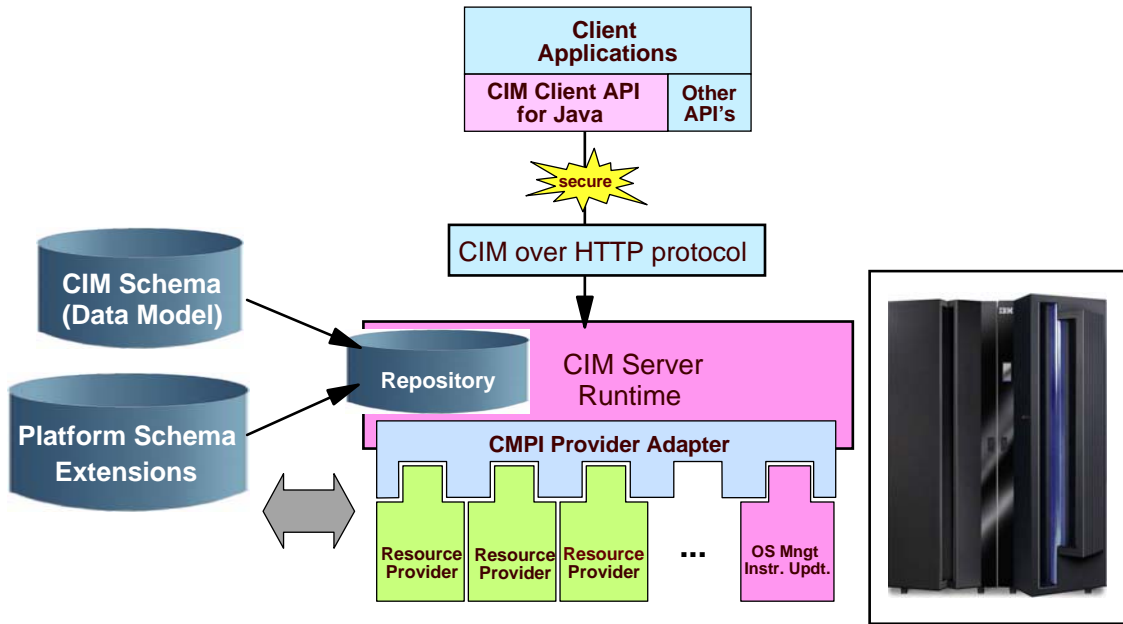 Client
Applications
CIM Client API
for Java
Other
API's
secure
CIM over HTTP protocol
CIM Schema
(Data Model)
Platform Schema
Extensions
Repository
CIM Server
Runtime
CMPI Provider Adapter
Resource
Provider
Resource
Provider
Resource
Provider
...
OS Mngt
Instr. Updt.
IBM